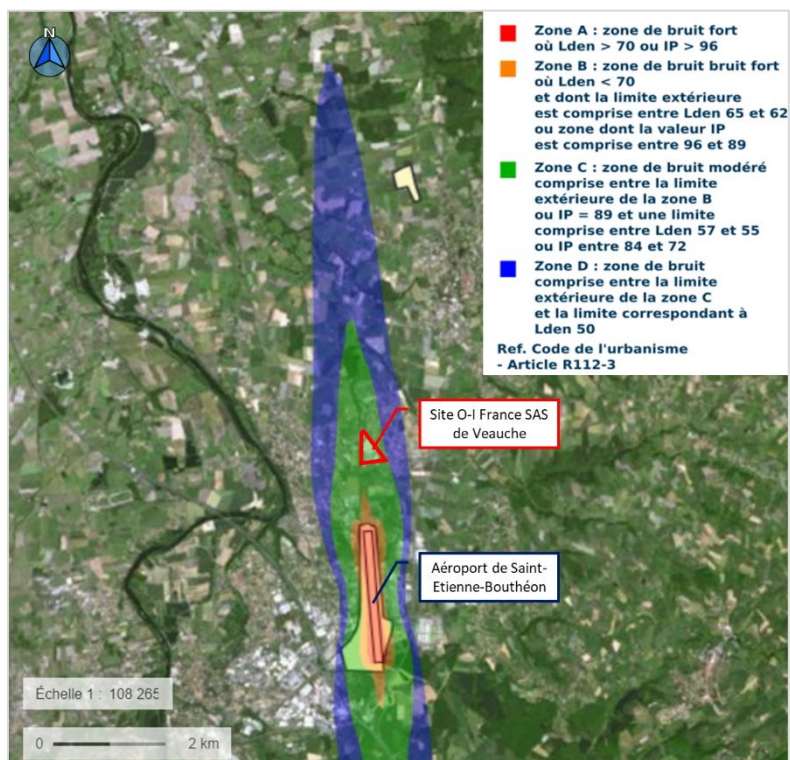 N
Zone A : zone de bruit fort
où Lden > 70 ou IP > 96
Zone B : zone de bruit bruit fort
où Lden < 70
et dont la limite extérieure
est comprise entre Lden 65 et 62
ou zone dont la valeur IP
est comprise entre 96 et 89
Zone C : zone de bruit modéré
comprise entre la limite
extérieure de la zone B
ou IP = 89 et une limite
comprise entre Lden 57 et 55
ou IP entre 84 et 72
Zone D : zone de bruit
comprise entre la limite
extérieure de la zone C
et la limite correspondant à
Lden 50
Ref. Code de l'urbanisme
- Article R112-3
Site O-I France SAS
de Veauche
Aéroport de Saint-
Etienne-Bouthéon
Échelle 1 : 108 265
0 2 km